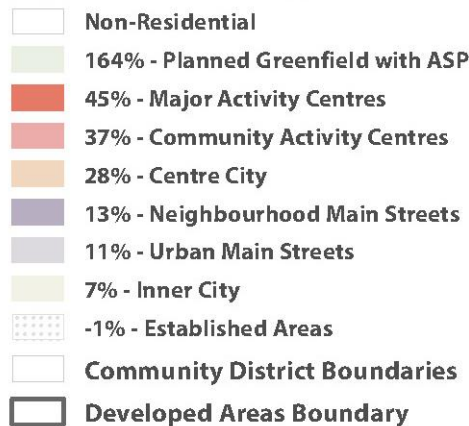 Non-Residential
164% - Planned Greenfield with ASP
45% - Major Activity Centres
37% - Community Activity Centres
28% - Centre City
13% - Neighbourhood Main Streets
11% - Urban Main Streets
7% - Inner City
-1% - Established Areas
Community District Boundaries
Developed Areas Boundary